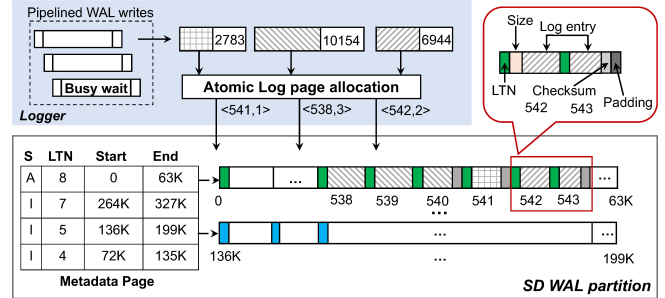 Pipelined WAL writes
Busy wait
Logger
2783
10154
6944
Atomic Log page allocation
<541,1>
<538,3>
<542,2>
Size
Log entry
LTN
Checksum
Padding
542
543
S LTN Start End
A 8 0 63K
I 7 264K 327K
I 5 136K 199K
I 4 72K 135K
Metadata Page
...
...
0
538
539
540
541
542
543
63K
...
...
136K
...
199K
SD WAL partition